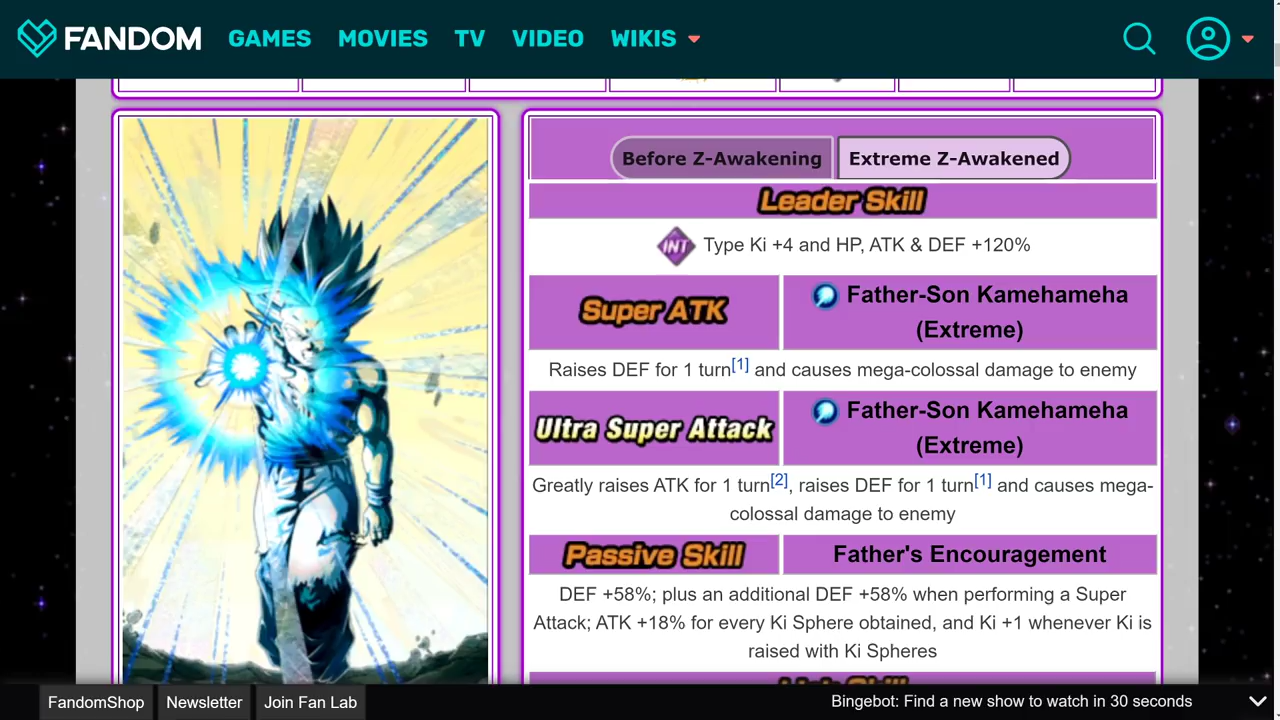 FANDOM GAMES MOVIES TV VIDEO WIKIS
Before Z-Awakening Extreme Z-Awakened
Leader Skill
INT Type Ki +4 and HP, ATK & DEF +120%
Super ATK
Father-Son Kamehameha
(Extreme)
Raises DEF for 1 turn[1] and causes mega-colossal damage to enemy
Ultra Super Attack
Father-Son Kamehameha
(Extreme)
Greatly raises ATK for 1 turn[2], raises DEF for 1 turn[1] and causes mega-
colossal damage to enemy
Passive Skill Father's Encouragement
DEF +58%; plus an additional DEF +58% when performing a Super
Attack; ATK +18% for every Ki Sphere obtained, and Ki +1 whenever Ki is
raised with Ki Spheres
Link Skill
FandomShop Newsletter Join Fan Lab Bingebot: Find a new show to watch in 30 seconds